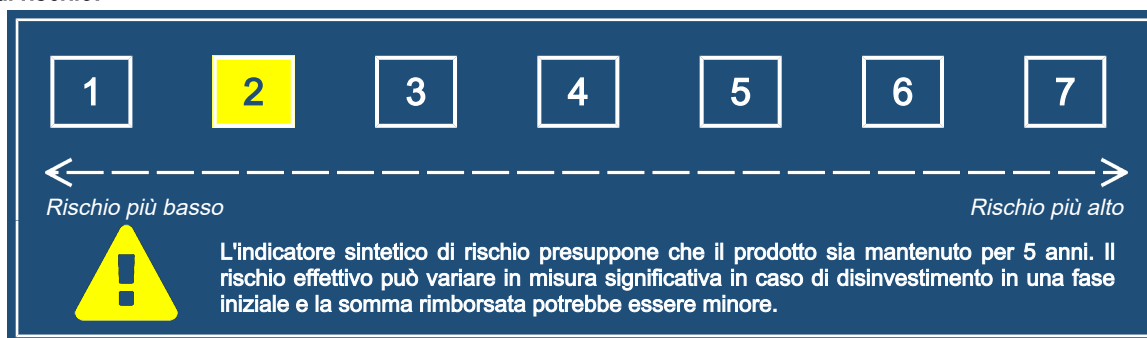 1 2 3 4 5 6 7
Rischio più basso Rischio più alto
L'indicatore sintetico di rischio presuppone che il prodotto sia mantenuto per 5 anni. Il
rischio effettivo può variare in misura significativa in caso di disinvestimento in una fase
iniziale e la somma rimborsata potrebbe essere minore.